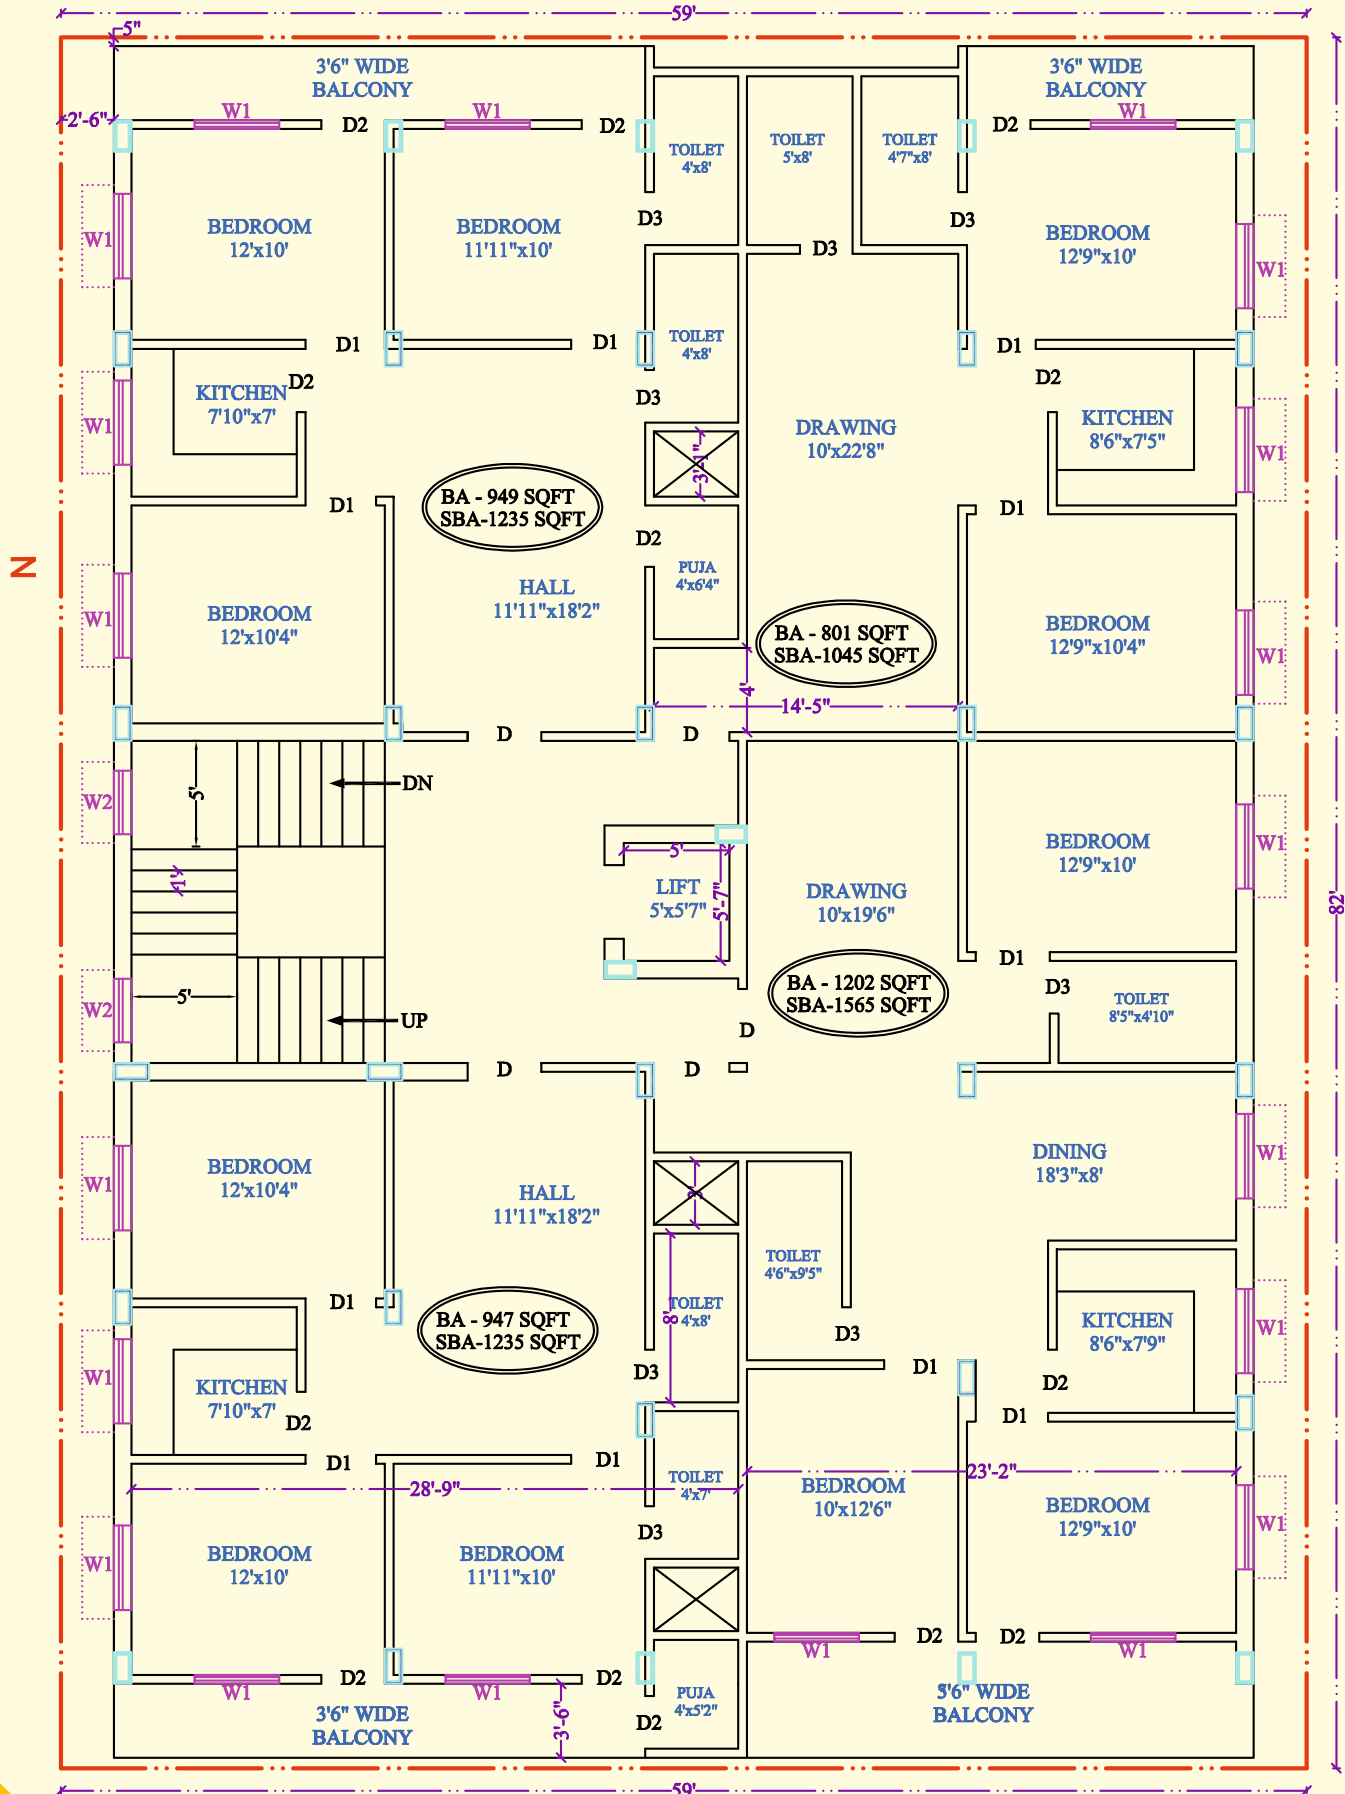 59'
5"
3'6" WIDE
BALCONY
3'6" WIDE
BALCONY
2'-6"
W1
D2
W1
D2
D2
W1
TOILET
4'x8'
TOILET
5'x8'
TOILET
4'7"x8'
W1
BEDROOM
12'x10'
BEDROOM
11'11"x10'
D3
D3
D3
BEDROOM
12'9"x10'
W1
D1
D1
TOILET
4'x8'
D1
D2
KITCHEN
7'10"x7'
D2
D3
W1
DRAWING
10'x22'8"
KITCHEN
8'6"x7'5"
W1
3'-1"
BA - 949 SQFT
SBA-1235 SQFT
D1
D1
D2
N
HALL
11'11"x18'2"
PUJA
4'x6'4"
W1
BEDROOM
12'x10'4"
BA - 801 SQFT
SBA-1045 SQFT
BEDROOM
12'9"x10'4"
W1
4'
14'-5"
D
D
5'
DN
W2
5'
BEDROOM
12'9"x10'
W1
1'
LIFT
5'x5'7"
5'-7"
DRAWING
10'x19'6"
82'
D1
BA - 1202 SQFT
SBA-1565 SQFT
D3
TOILET
8'5"x4'10"
W2
5'
UP
D
D
D
BEDROOM
12'x10'4"
W1
HALL
11'11"x18'2"
DINING
18'3"x8'
W1
TOILET
4'6"x9'5"
D1
BA - 947 SQFT
SBA-1235 SQFT
8'
TOILET
4'x8'
D3
KITCHEN
8'6"x7'9"
W1
W1
KITCHEN
7'10"x7'
D2
D3
D1
D2
D1
D1
D1
28'-9"
TOILET
4'x7'
23'-2"
BEDROOM
10'x12'6"
BEDROOM
12'9"x10'
W1
D3
W1
BEDROOM
12'x10'
BEDROOM
11'11"x10'
D2
D2
W1
W1
D2
D2
W1
W1
3'6" WIDE
BALCONY
3'-6"
PUJA
4'x5'2"
D2
WIDE
BALCONY
59'